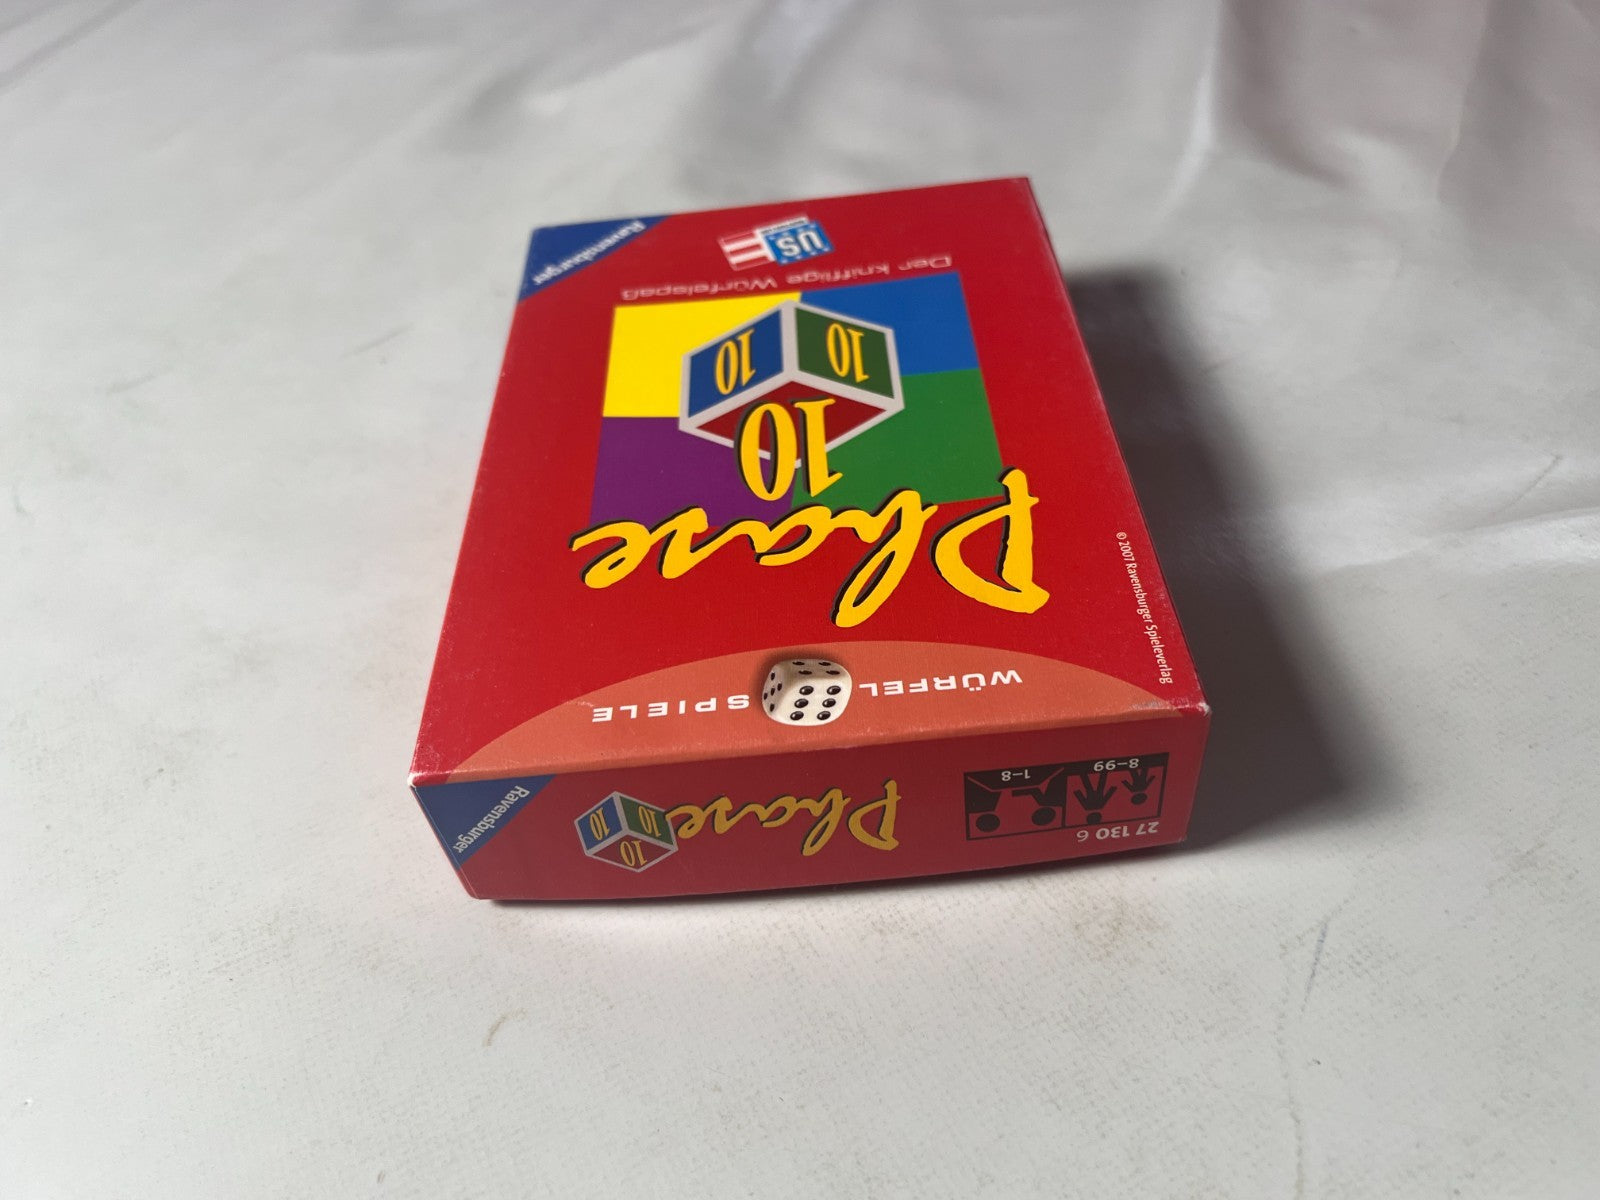 WÜRFEL SPIELE
Phase
10
10 10
Der knifflige Würfelspaß
US
Ravensburger
© 2007 Ravensburger Spieleverlag
27 130 6
8–99
1–8
Phase
10
10 10
Ravensburger